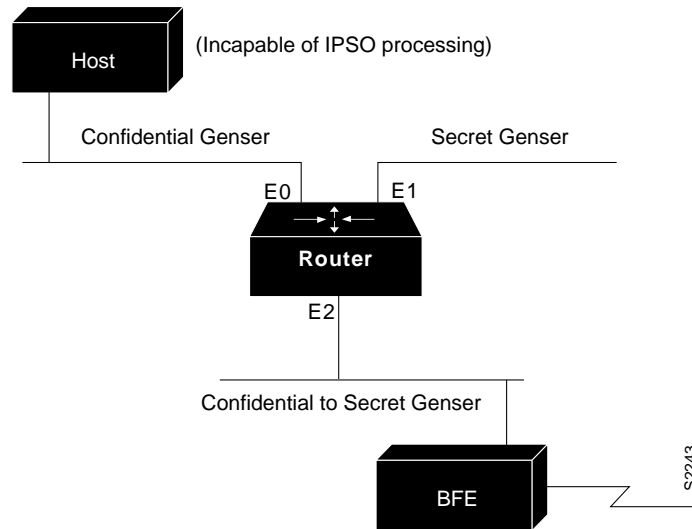 (Incapable of IPSO processing)
Host
Confidential Genser
Secret Genser
E0
E1
Router
E2
Confidential to Secret Genser
BFE
S2243